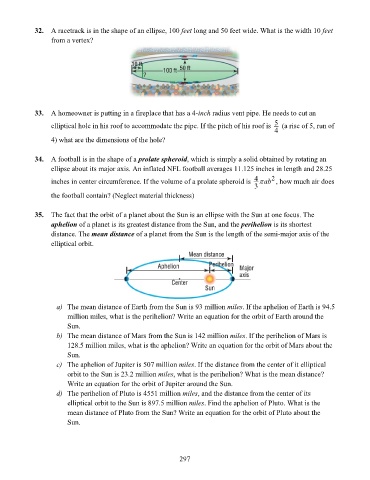 32. A racetrack is in the shape of an ellipse, 100 feet long and 50 feet wide. What is the width 10 feet
from a vertex?
10 ft
100 ft
50 ft
?
33. A homeowner is putting in a fireplace that has a 4-inch radius vent pipe. He needs to cut an
elliptical hole in his roof to accommodate the pipe. If the pitch of his roof is 5/4 (a rise of 5, run of
4) what are the dimensions of the hole?
34. A football is in the shape of a prolate spheroid, which is simply a solid obtained by rotating an
ellipse about its major axis. An inflated NFL football averages 11.125 inches in length and 28.25
inches in center circumference. If the volume of a prolate spheroid is 4/3 πab², how much air does
the football contain? (Neglect material thickness)
35. The fact that the orbit of a planet about the Sun is an ellipse with the Sun at one focus. The
aphelion of a planet is its greatest distance from the Sun, and the perihelion is its shortest
distance. The mean distance of a planet from the Sun is the length of the semi-major axis of the
elliptical orbit.
Mean distance
Aphelion
Perihelion
Major
axis
Center
Sun
a) The mean distance of Earth from the Sun is 93 million miles. If the aphelion of Earth is 94.5
million miles, what is the perihelion? Write an equation for the orbit of Earth around the
Sun.
b) The mean distance of Mars from the Sun is 142 million miles. If the perihelion of Mars is
128.5 million miles, what is the aphelion? Write an equation for the orbit of Mars about the
Sun.
c) The aphelion of Jupiter is 507 million miles. If the distance from the center of it elliptical
orbit to the Sun is 23.2 million miles, what is the perihelion? What is the mean distance?
Write an equation for the orbit of Jupiter around the Sun.
d) The perihelion of Pluto is 4551 million miles, and the distance from the center of its
elliptical orbit to the Sun is 897.5 million miles. Find the aphelion of Pluto. What is the
mean distance of Pluto from the Sun? Write an equation for the orbit of Pluto about the
Sun.
297